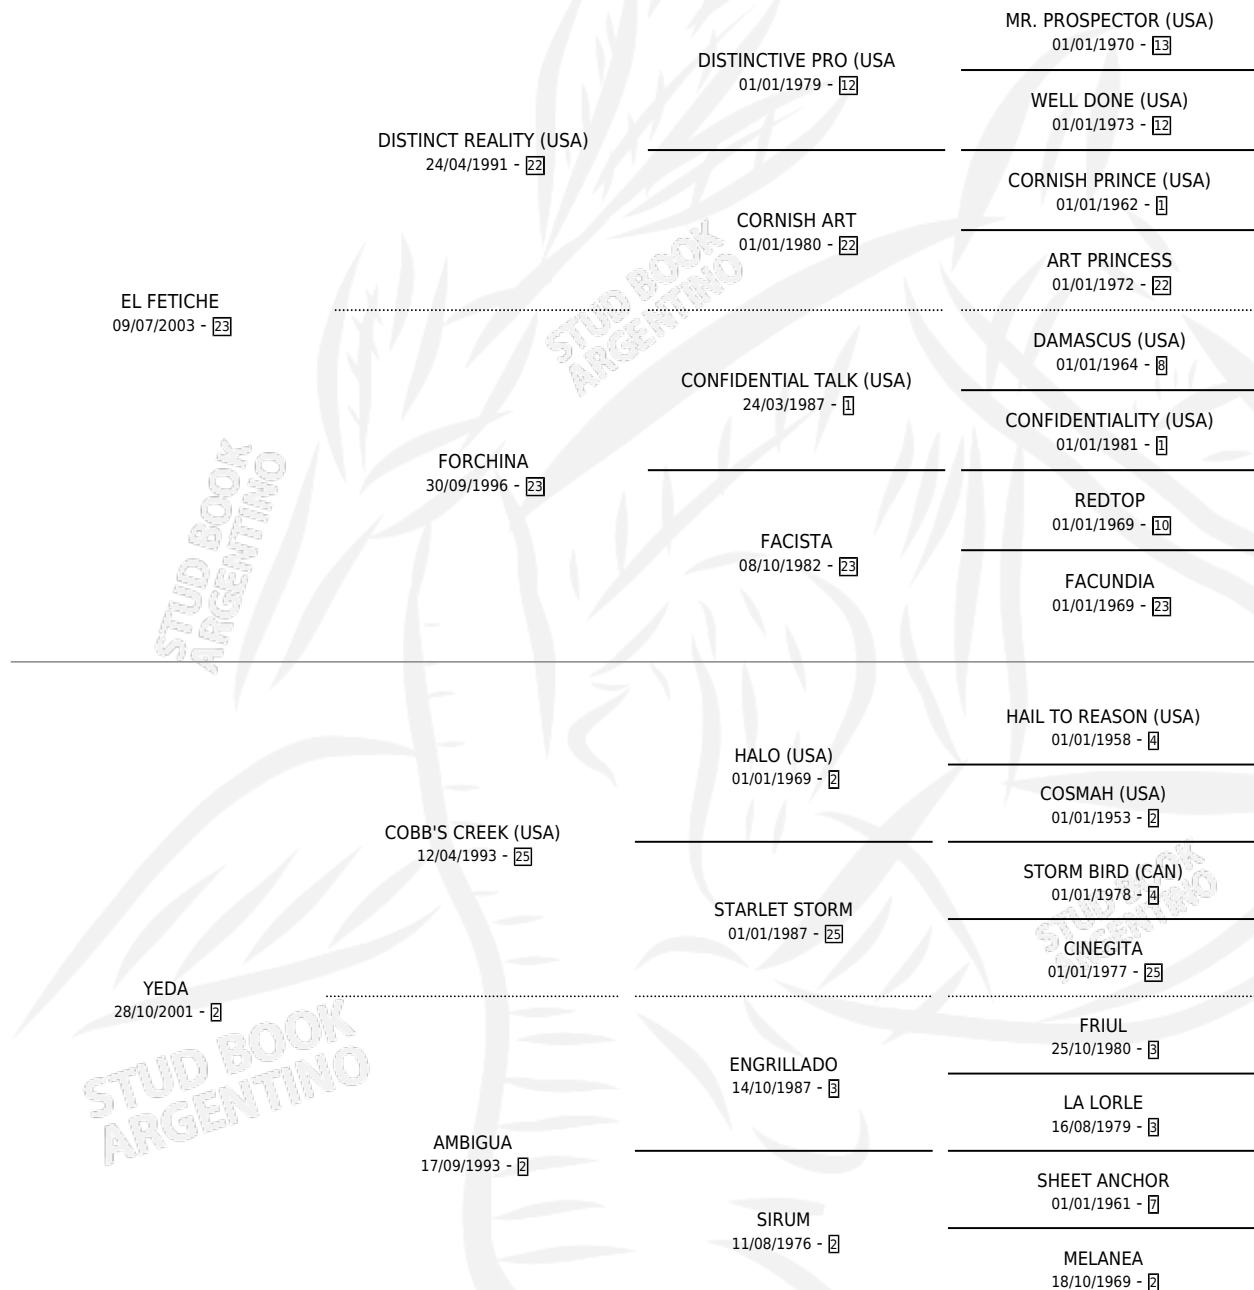 MR. PROSPECTOR (USA)
01/01/1970 - 13
DISTINCTIVE PRO (USA
01/01/1979 - 12
WELL DONE (USA)
01/01/1973 - 12
DISTINCT REALITY (USA)
24/04/1991 - 22
CORNISH PRINCE (USA)
01/01/1962 - 1
CORNISH ART
01/01/1980 - 22
ART PRINCESS
01/01/1972 - 22
EL FETICHE
09/07/2003 - 23
STUD BOOK
ARGENTINO
DAMASCUS (USA)
01/01/1964 - 8
CONFIDENTIAL TALK (USA)
24/03/1987 - 1
CONFIDENTIALITY (USA)
01/01/1981 - 1
FORCHINA
30/09/1996 - 23
REDTOP
01/01/1969 - 10
FACISTA
08/10/1982 - 23
FACUNDIA
01/01/1969 - 23
STUD BOOK
ARGENTINO
HAIL TO REASON (USA)
01/01/1958 - 4
HALO (USA)
01/01/1969 - 2
COSMAH (USA)
01/01/1953 - 2
COBB'S CREEK (USA)
12/04/1993 - 25
STORM BIRD (CAN)
01/01/1978 - 4
STARLET STORM
01/01/1987 - 25
STUD BOOK
ARGENTINO
CINEGITA
01/01/1977 - 25
YEDA
28/10/2001 - 2
FRIUL
25/10/1980 - 3
ENGRILLADO
14/10/1987 - 3
STUD BOOK
ARGENTINO
LA LORLE
16/08/1979 - 3
AMBIGUA
17/09/1993 - 2
SHEET ANCHOR
01/01/1961 - 7
SIRUM
11/08/1976 - 2
MELANEA
18/10/1969 - 2